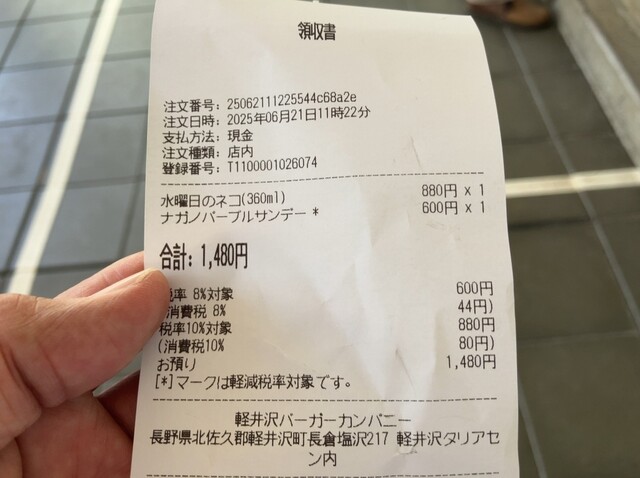 領収書
注文番号: 25062111225544c68a2e
注文日時: 2025年06月21日11時22分
支払方法: 現金
注文種類: 店内
登録番号: T1100001026074
水曜日のネコ(360ml) 880円 x 1
ナガノパープルサンデー * 600円 x 1
合計: 1,480円
税率 8%対象 600円
消費税 8% 44円)
税率10%対象 880円
(消費税10% 80円)
お預り 1,480円
[*]マークは軽減税率対象です。
軽井沢バーガーカンパニー
長野県北佐久郡軽井沢町長倉塩沢217 軽井沢タリアセ
ン内